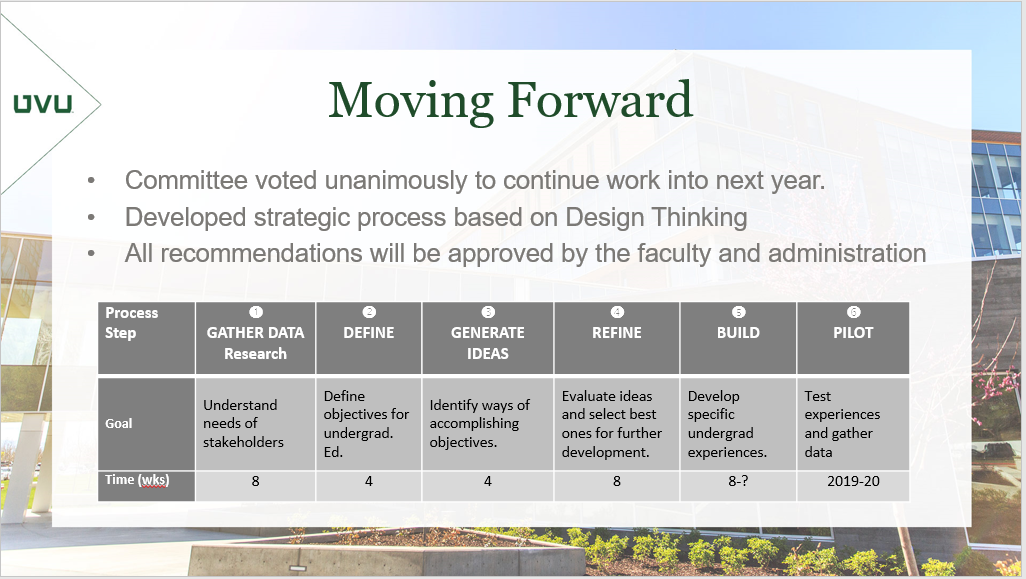 UVU
Moving Forward
• Committee voted unanimously to continue work into next year.
• Developed strategic process based on Design Thinking
• All recommendations will be approved by the faculty and administration
Process
Step
❶
GATHER DATA
Research
❷
DEFINE
❸
GENERATE
IDEAS
❹
REFINE
❺
BUILD
❻
PILOT
Goal
Understand
needs of
stakeholders
Define
objectives for
undergrad.
Ed.
Identify ways of
accomplishing
objectives.
Evaluate ideas
and select best
ones for further
development.
Develop
specific
undergrad
experiences.
Test
experiences
and gather
data
Time (wks)
8
4
4
8
8-?
2019-20